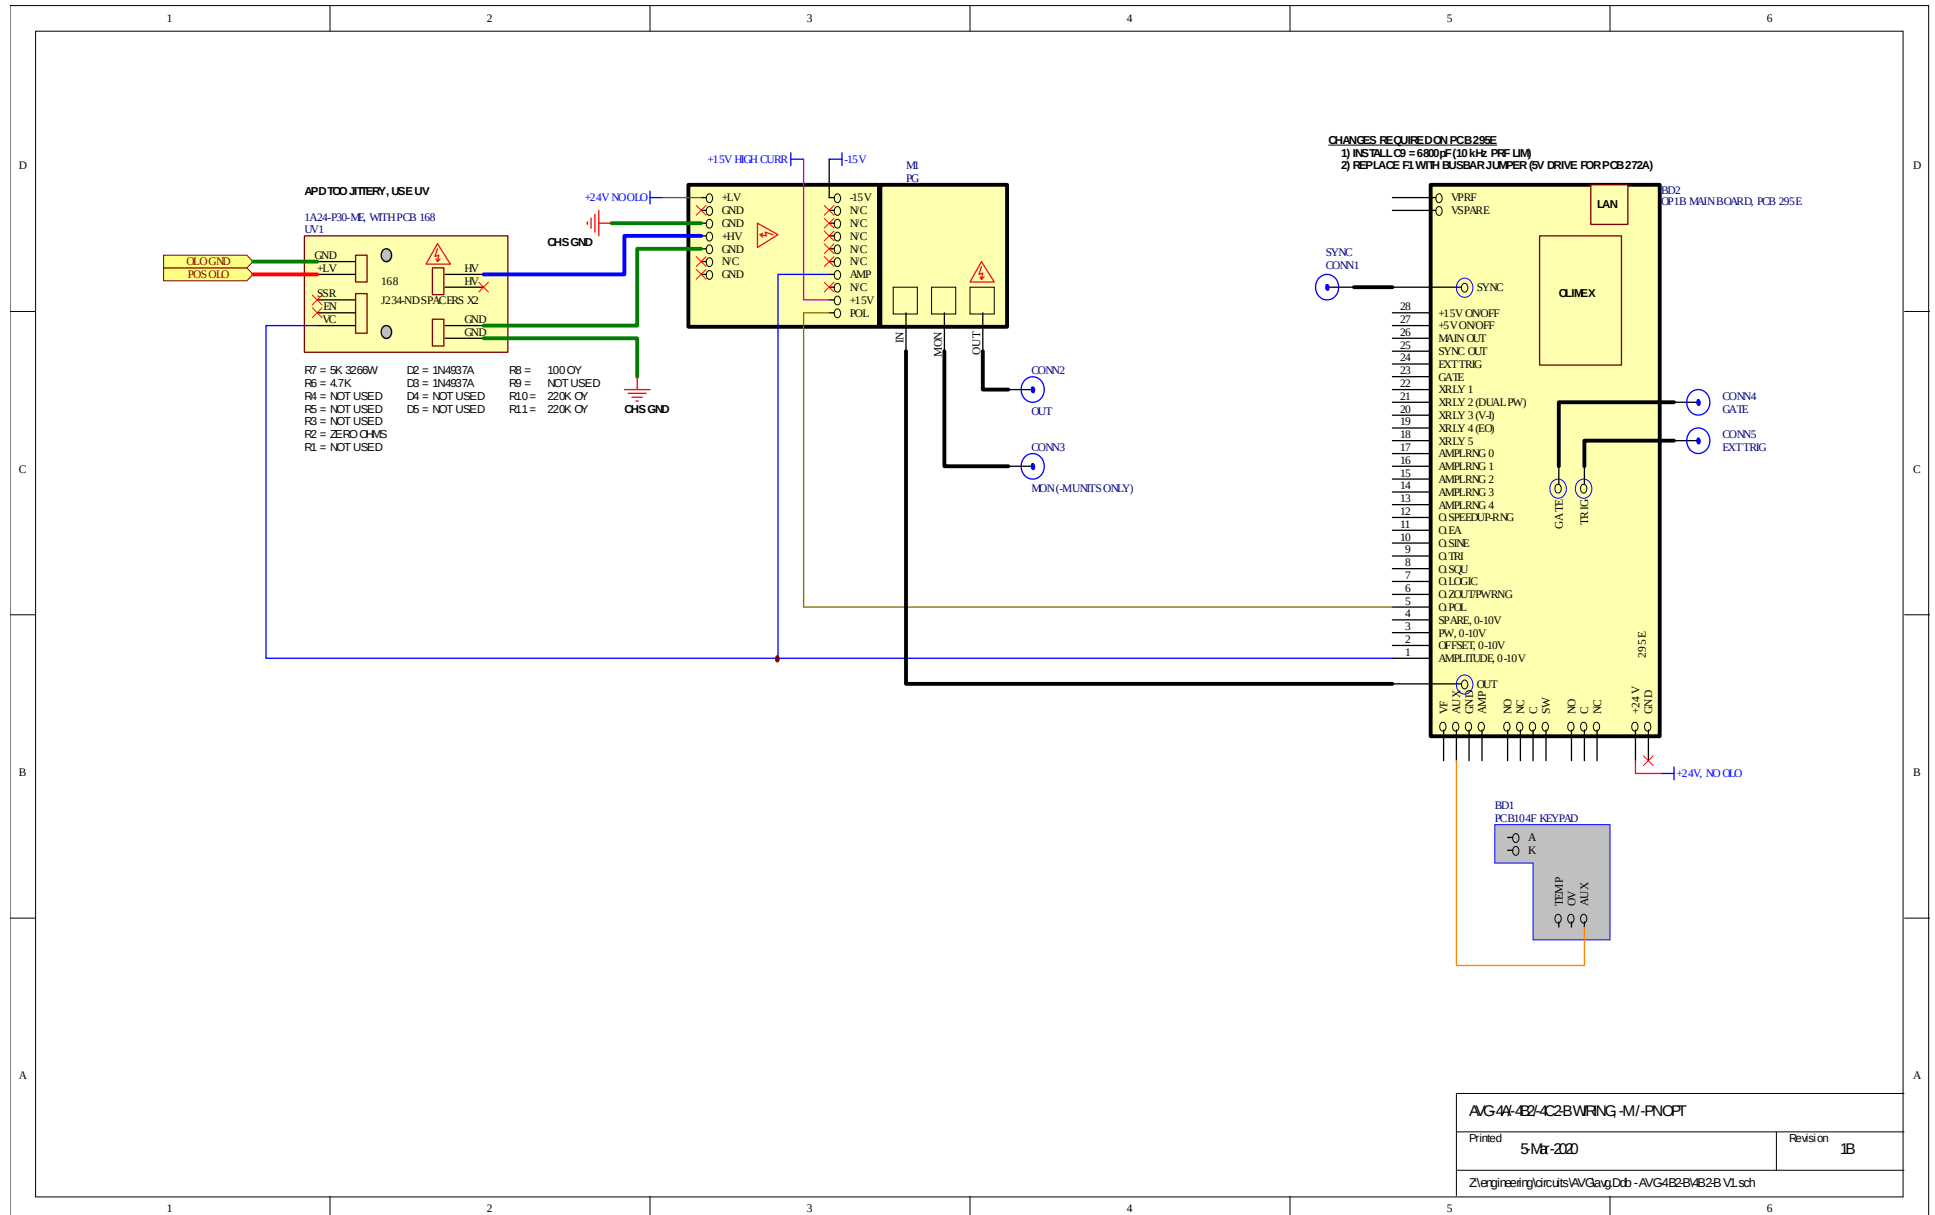 1 2 3 4 5 6
D
D
C
C
B
B
A
A
APD TOO JITTERY, USE UV
1A24-P30-ME, WITH PCB 168
UV1
OLO GND
POS OLO
GND
+LV
168
SSR
EN
VC
J234-ND SPACERS X2
HV
HV
GND
GND
R7 = 5K 3266W D2 = 1N4937A R8 = 100 OY
R6 = 4.7K D3 = 1N4937A R9 = NOT USED
R4 = NOT USED D4 = NOT USED R10 = 220K OY
R5 = NOT USED D5 = NOT USED R11 = 220K OY
R3 = NOT USED
R2 = ZERO OHMS
R1 = NOT USED
CHS GND
CHS GND
+24V NO OLO
+15V HIGH CURR
-15V
M1
PG
+LV
GND
GND
+HV
GND
N/C
GND
-15V
N/C
N/C
N/C
N/C
N/C
AMP
N/C
+15V
POL
IN
MON
OUT
CONN2
OUT
CONN3
MON (-M UNITS ONLY)
CHANGES REQUIRED ON PCB 295E
1) INSTALL C9 = 6800pF (10 kHz PRF LIM)
2) REPLACE F1 WITH BUSBAR JUMPER (5V DRIVE FOR PCB 272A)
BD2
OP1B MAIN BOARD, PCB 295E
VPRF
VSPARE
LAN
OLIMEX
SYNC
CONN1
SYNC
28 +15V ON/OFF
27 +5V ON/OFF
26 MAIN OUT
25 SYNC OUT
24 EXT TRIG
23 GATE
22 XRLY 1
21 XRLY 2 (DUAL PW)
20 XRLY 3 (V-I)
19 XRLY 4 (EO)
18 XRLY 5
17 AMPLRNG 0
16 AMPLRNG 1
15 AMPLRNG 2
14 AMPLRNG 3
13 AMPLRNG 4
12 O.SPEEDUP-RNG
11 O.EA
10 O.SINE
9 O.TRI
8 O.SQU
7 O.LOGIC
6 O.ZOUT/PWRNG
5 O.POL
4 SPARE, 0-10V
3 PW, 0-10V
2 OFFSET, 0-10V
1 AMPLITUDE, 0-10V
GATE
TRIG
CONN4
GATE
CONN5
EXT TRIG
295E
OUT
VF
AUX
GND
AMP
NO
NC
C
SW
NO
C
NC
+24V
GND
+24V, NO OLO
BD1
PCB104F KEYPAD
A
K
TEMP
OV
AUX
AVG-4A/-4B2/-4C2-B WIRING, -M / -PN OPT
Printed 5-Mar-2020 Revision 1B
Z:\engineering\circuits\AVG\avg.Ddb - AVG-4B2-B\4B2-B V1.sch
1 2 3 4 5 6